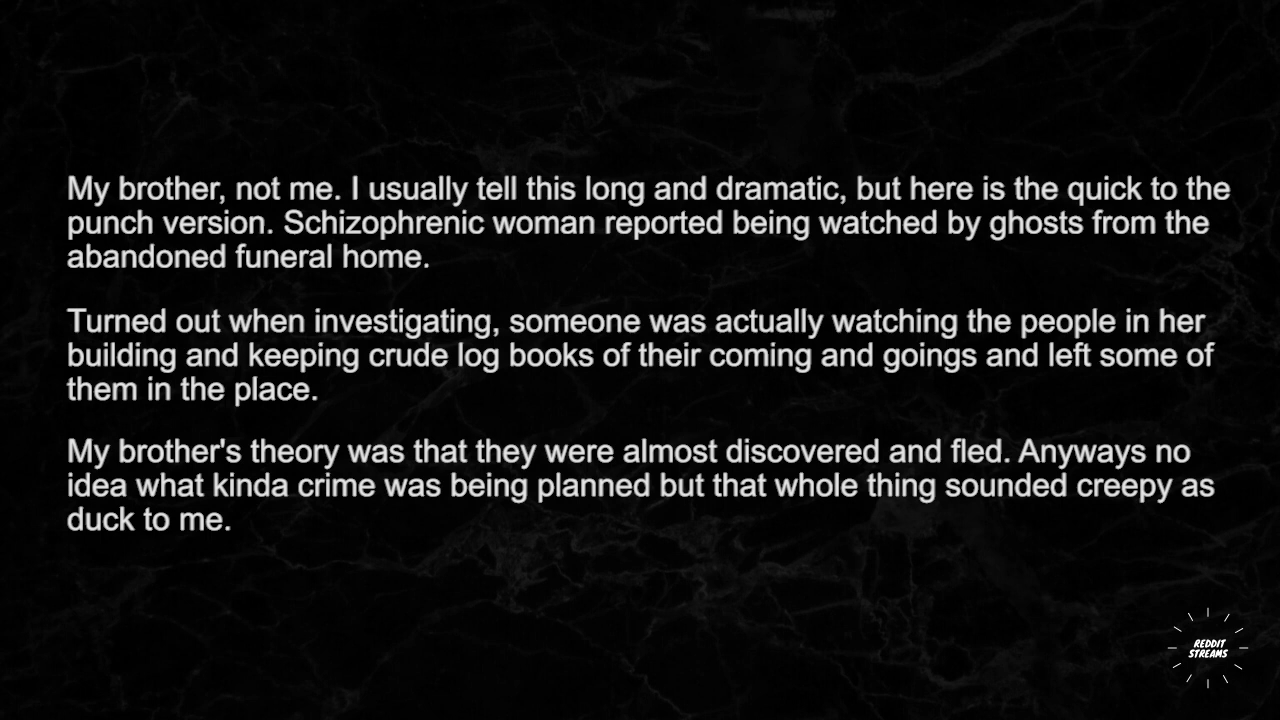 My brother, not me. I usually tell this long and dramatic, but here is the quick to the
punch version. Schizophrenic woman reported being watched by ghosts from the
abandoned funeral home.
Turned out when investigating, someone was actually watching the people in her
building and keeping crude log books of their coming and goings and left some of
them in the place.
My brother's theory was that they were almost discovered and fled. Anyways no
idea what kinda crime was being planned but that whole thing sounded creepy as
duck to me.
REDDIT
STREAMS